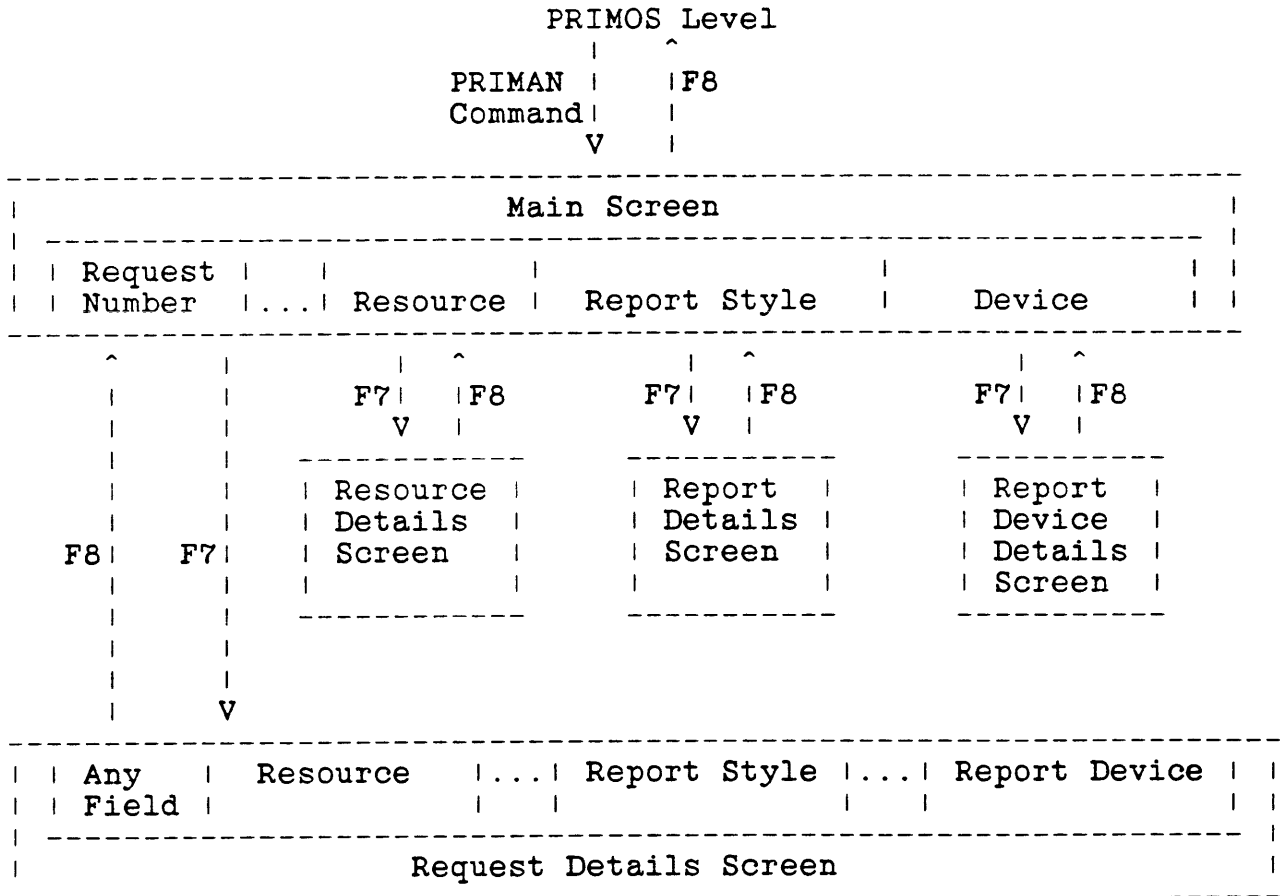 PRIMOS Level
PRIMAN F8
Command
V
Main Screen
Request
Number ... Resource Report Style Device
F7 F8 F7 F8 F7 F8
V V V
Resource Report Report
Details Details Device
F8 F7 Screen Screen Details
Screen
V
Any Resource ... Report Style ... Report Device
Field
Request Details Screen